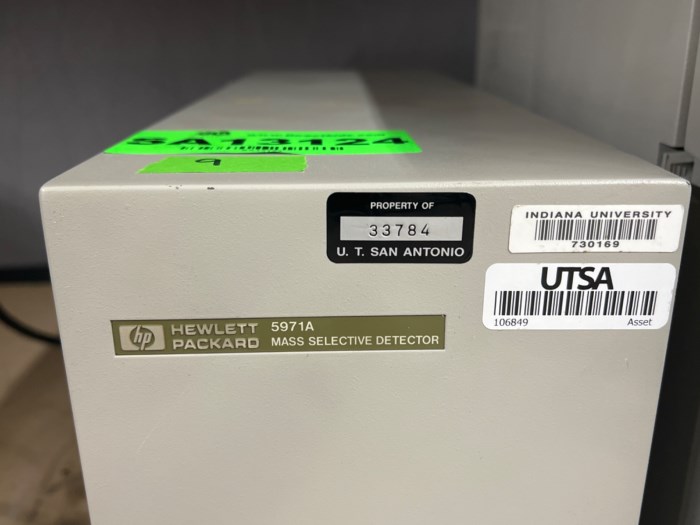 SA13124
9
PROPERTY OF
33784
U. T. SAN ANTONIO
INDIANA UNIVERSITY
730169
UTSA
106849 Asset
hp HEWLETT PACKARD
5971A
MASS SELECTIVE DETECTOR